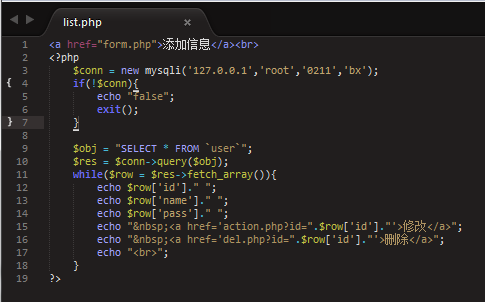 list.php ×
1 <a href="form.php">添加信息</a><br>
2 <?php
3 $conn = new mysqli('127.0.0.1','root','0211','bx');
{ 4 if(!$conn){
5 echo "false";
6 exit();
} 7 }
8
9 $obj = "SELECT * FROM `user`";
10 $res = $conn->query($obj);
11 while($row = $res->fetch_array()){
12 echo $row['id']." ";
13 echo $row['name']." ";
14 echo $row['pass']." ";
15 echo "&nbsp;<a href='action.php?id=".$row['id']."'>修改</a>";
16 echo "&nbsp;<a href='del.php?id=".$row['id']."'>删除</a>";
17 echo "<br>";
18 }
19 ?>